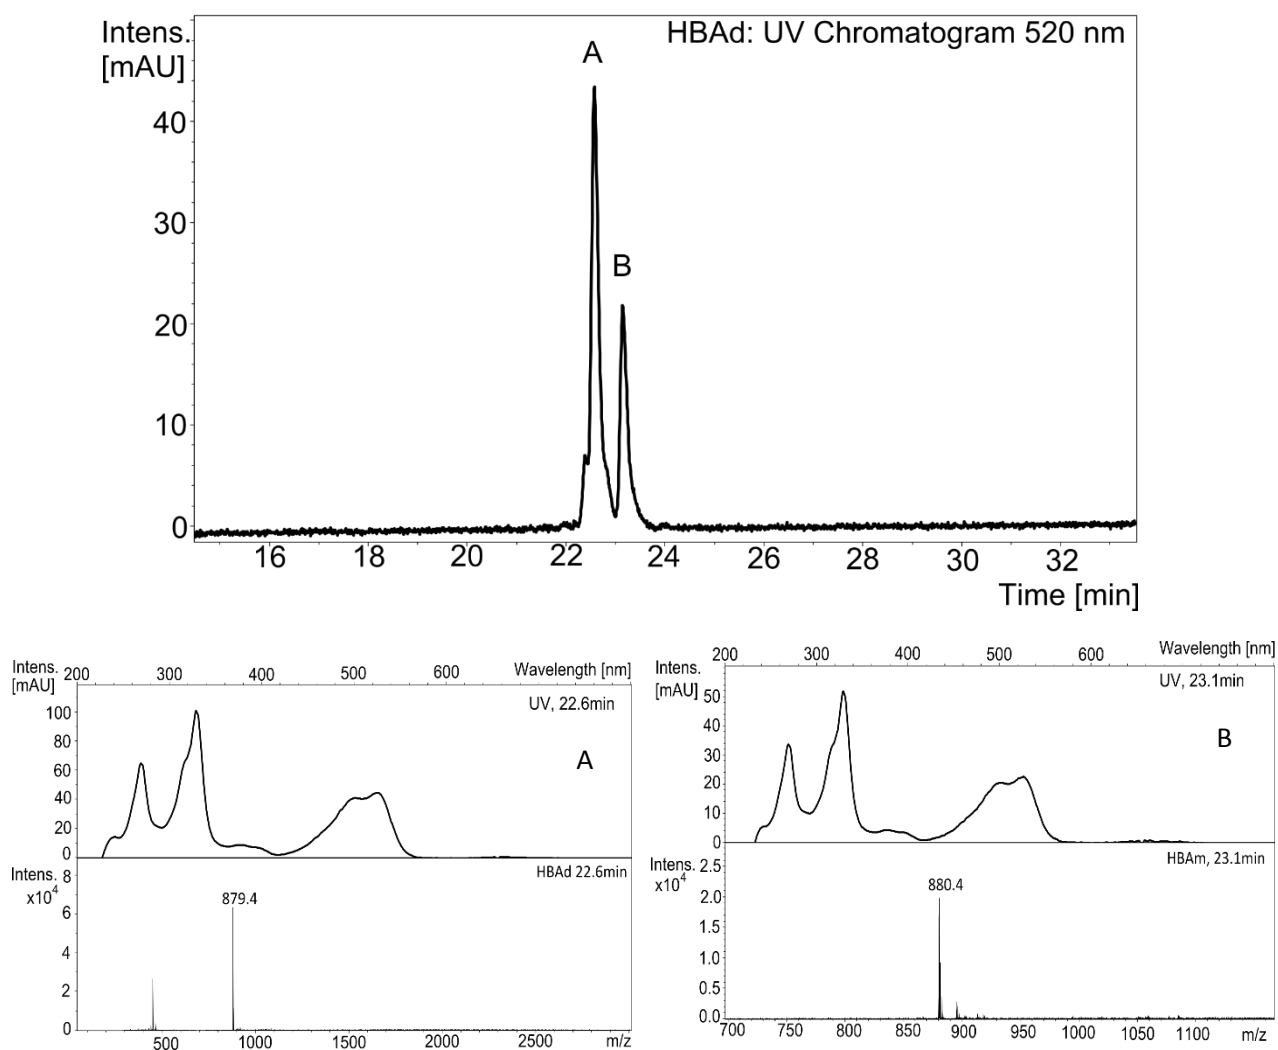 Intens.
[mAU]
HBAd: UV Chromatogram 520 nm
A
B
40
30
20
10
0
16 18 20 22 24 26 28 30 32
Time [min]
Intens.
[mAU]
200 300 400 500 600 Wavelength [nm]
UV, 22.6min
A
100
80
60
40
20
0
Intens.
x10⁴
HBAd 22.6min
879.4
8
6
4
2
0
500 1000 1500 2000 2500 m/z
Intens.
[mAU]
200 300 400 500 600 Wavelength [nm]
UV, 23.1min
B
50
40
30
20
10
0
Intens.
x10⁴
HBAm, 23.1min
880.4
2.5
2.0
1.5
1.0
0.5
0.0
700 750 800 850 900 950 1000 1050 1100 m/z